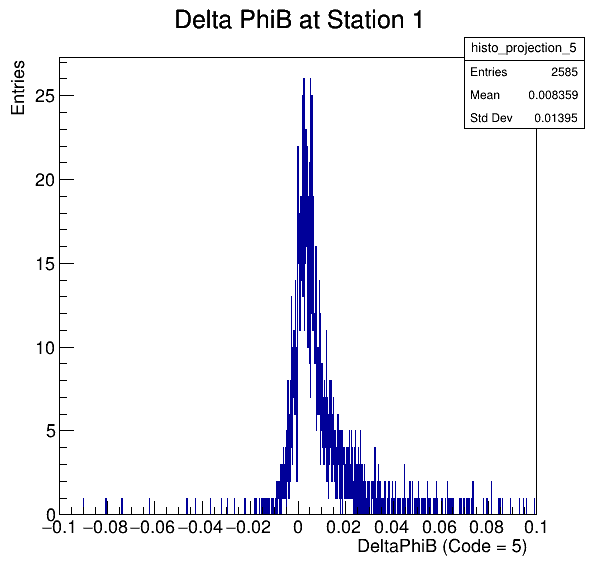 Delta PhiB at Station 1
histo_projection_5
Entries 2585
Mean 0.008359
Std Dev 0.01395
Entries
25
20
15
10
5
0
−0.1 −0.08 −0.06 −0.04 −0.02 0 0.02 0.04 0.06 0.08 0.1
DeltaPhiB (Code = 5)